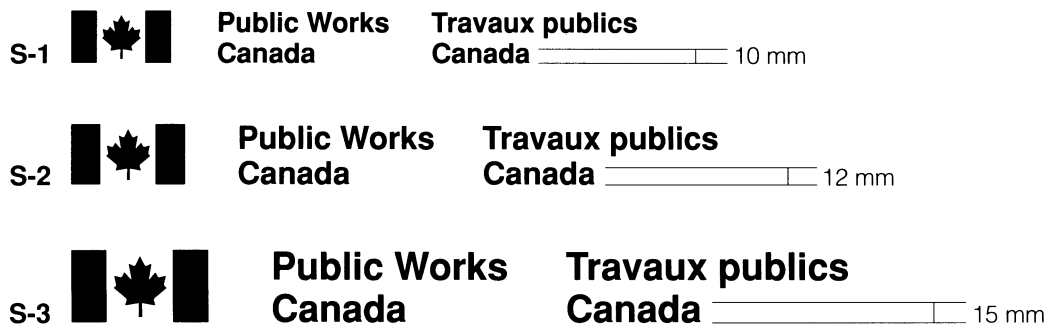 Public Works Travaux publics
S-1 Canada Canada 10 mm
Public Works Travaux publics
S-2 Canada Canada 12 mm
Public Works Travaux publics
S-3 Canada Canada 15 mm